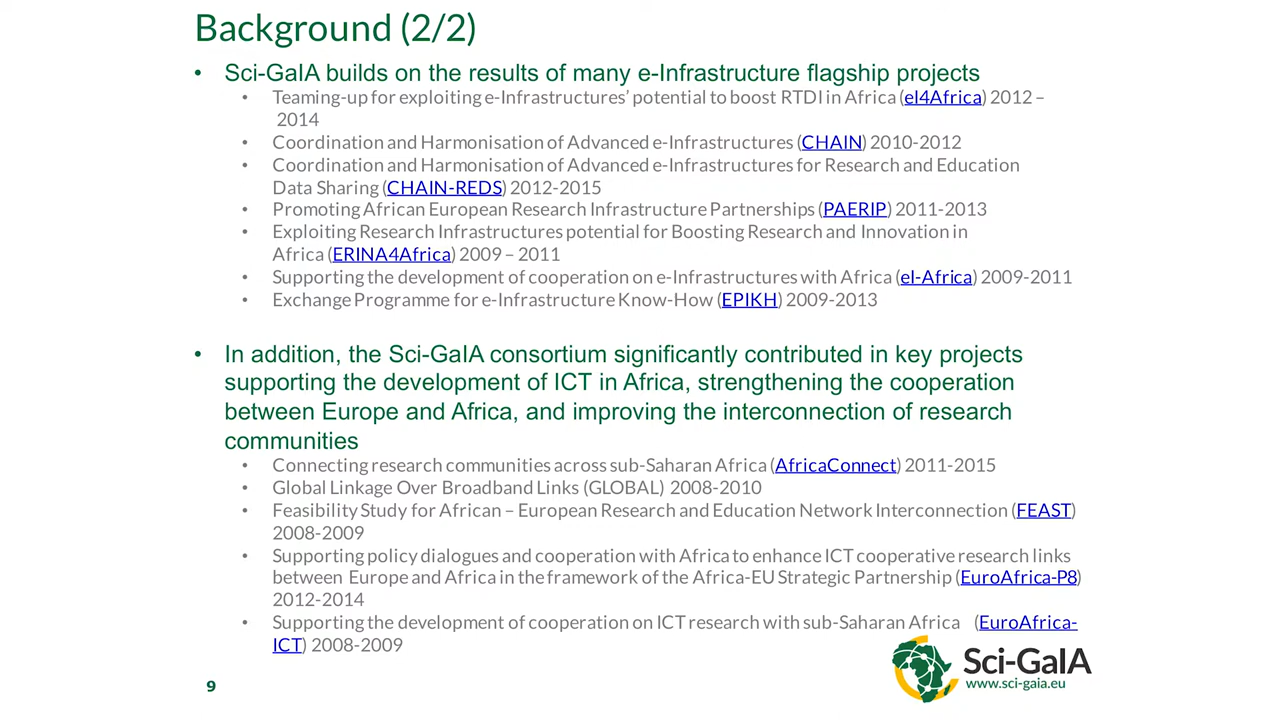 Background (2/2)
• Sci-GaIA builds on the results of many e-Infrastructure flagship projects
• Teaming-up for exploiting e-Infrastructures’ potential to boost RTDI in Africa (eI4Africa) 2012 –
2014
• Coordination and Harmonisation of Advanced e-Infrastructures (CHAIN) 2010-2012
• Coordination and Harmonisation of Advanced e-Infrastructures for Research and Education
Data Sharing (CHAIN-REDS) 2012-2015
• Promoting African European Research Infrastructure Partnerships (PAERIP) 2011-2013
• Exploiting Research Infrastructures potential for Boosting Research and Innovation in
Africa (ERINA4Africa) 2009 – 2011
• Supporting the development of cooperation on e-Infrastructures with Africa (eI-Africa) 2009-2011
• Exchange Programme for e-Infrastructure Know-How (EPIKH) 2009-2013
• In addition, the Sci-GaIA consortium significantly contributed in key projects
supporting the development of ICT in Africa, strengthening the cooperation
between Europe and Africa, and improving the interconnection of research
communities
• Connecting research communities across sub-Saharan Africa (AfricaConnect) 2011-2015
• Global Linkage Over Broadband Links (GLOBAL) 2008-2010
• Feasibility Study for African – European Research and Education Network Interconnection (FEAST)
2008-2009
• Supporting policy dialogues and cooperation with Africa to enhance ICT cooperative research links
between Europe and Africa in the framework of the Africa-EU Strategic Partnership (EuroAfrica-P8)
2012-2014
• Supporting the development of cooperation on ICT research with sub-Saharan Africa (EuroAfrica-
ICT) 2008-2009
Sci-GaIA
www.sci-gaia.eu
9